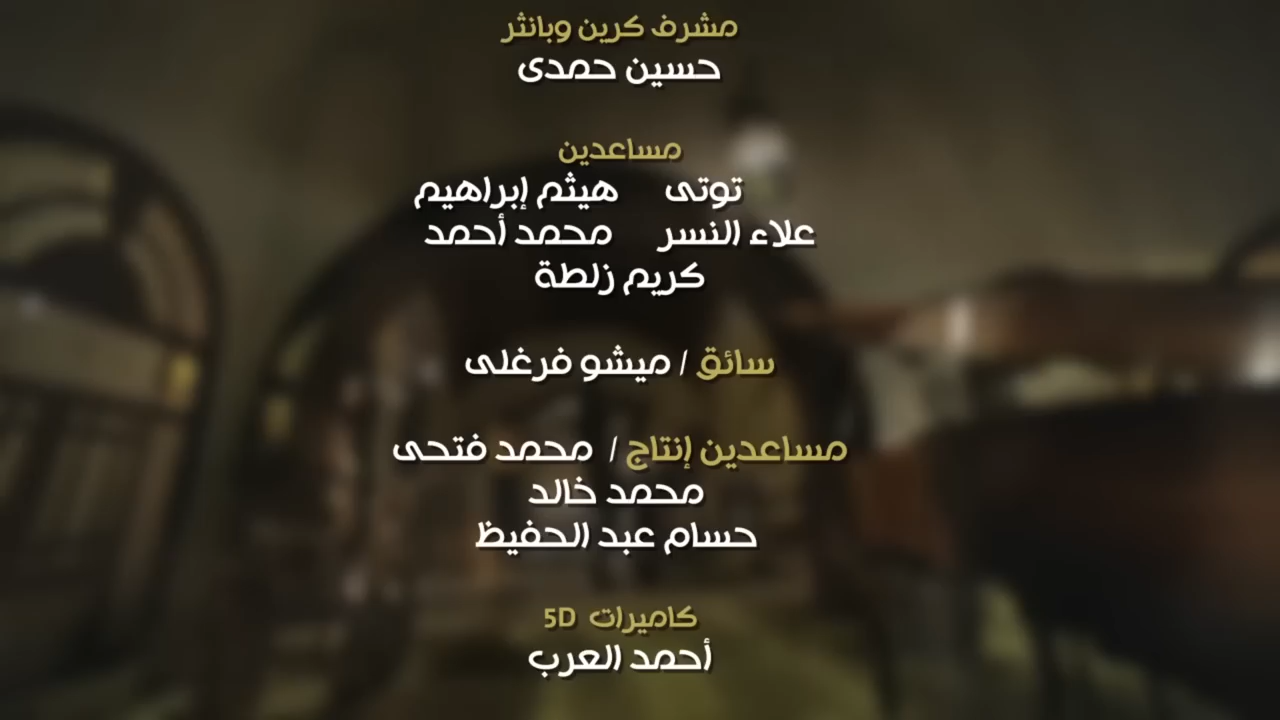 مشرف كرين وبانثر
حسين حمدى
مساعدين
توتى هيثم إبراهيم
علاء النسر محمد أحمد
كريم زلطة
سائق / ميشو فرغلى
مساعدين إنتاج / محمد فتحى
محمد خالد
حسام عبد الحفيظ
كاميرات 5D
أحمد العرب